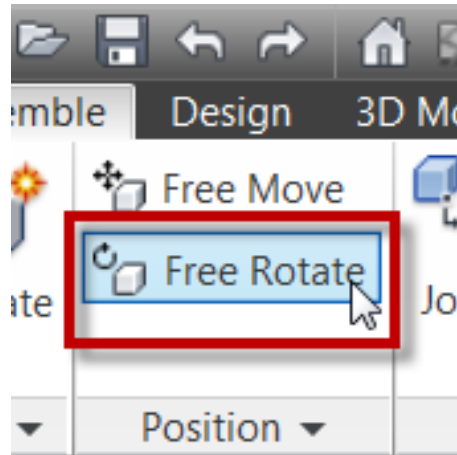 emble Design 3D Mo
Free Move
Free Rotate
ate Jo
Position